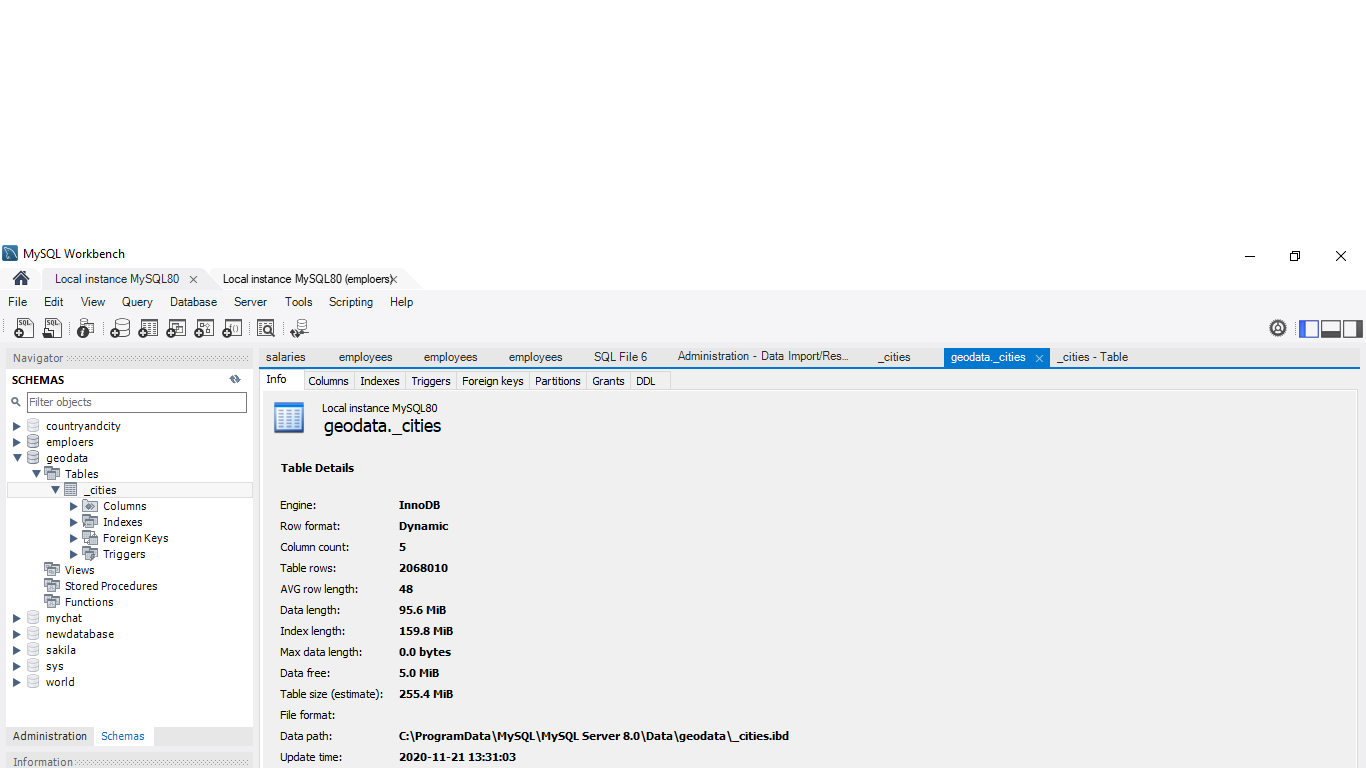 MySQL Workbench
Local instance MySQL80 Local instance MySQL80 (emploers)
File Edit View Query Database Server Tools Scripting Help
Navigator
SCHEMAS
Filter objects
countryandcity
emploers
geodata
Tables
_cities
Columns
Indexes
Foreign Keys
Triggers
Views
Stored Procedures
Functions
mychat
newdatabase
sakila
sys
world
Administration Schemas
Information
salaries employees employees employees SQL File 6 Administration - Data Import/Res... _cities geodata._cities _cities - Table
Info Columns Indexes Triggers Foreign keys Partitions Grants DDL
Local instance MySQL80
geodata._cities
Table Details
Engine: InnoDB
Row format: Dynamic
Column count: 5
Table rows: 2068010
AVG row length: 48
Data length: 95.6 MiB
Index length: 159.8 MiB
Max data length: 0.0 bytes
Data free: 5.0 MiB
Table size (estimate): 255.4 MiB
File format:
Data path: C:\ProgramData\MySQL\MySQL Server 8.0\Data\geodata\_cities.ibd
Update time: 2020-11-21 13:31:03